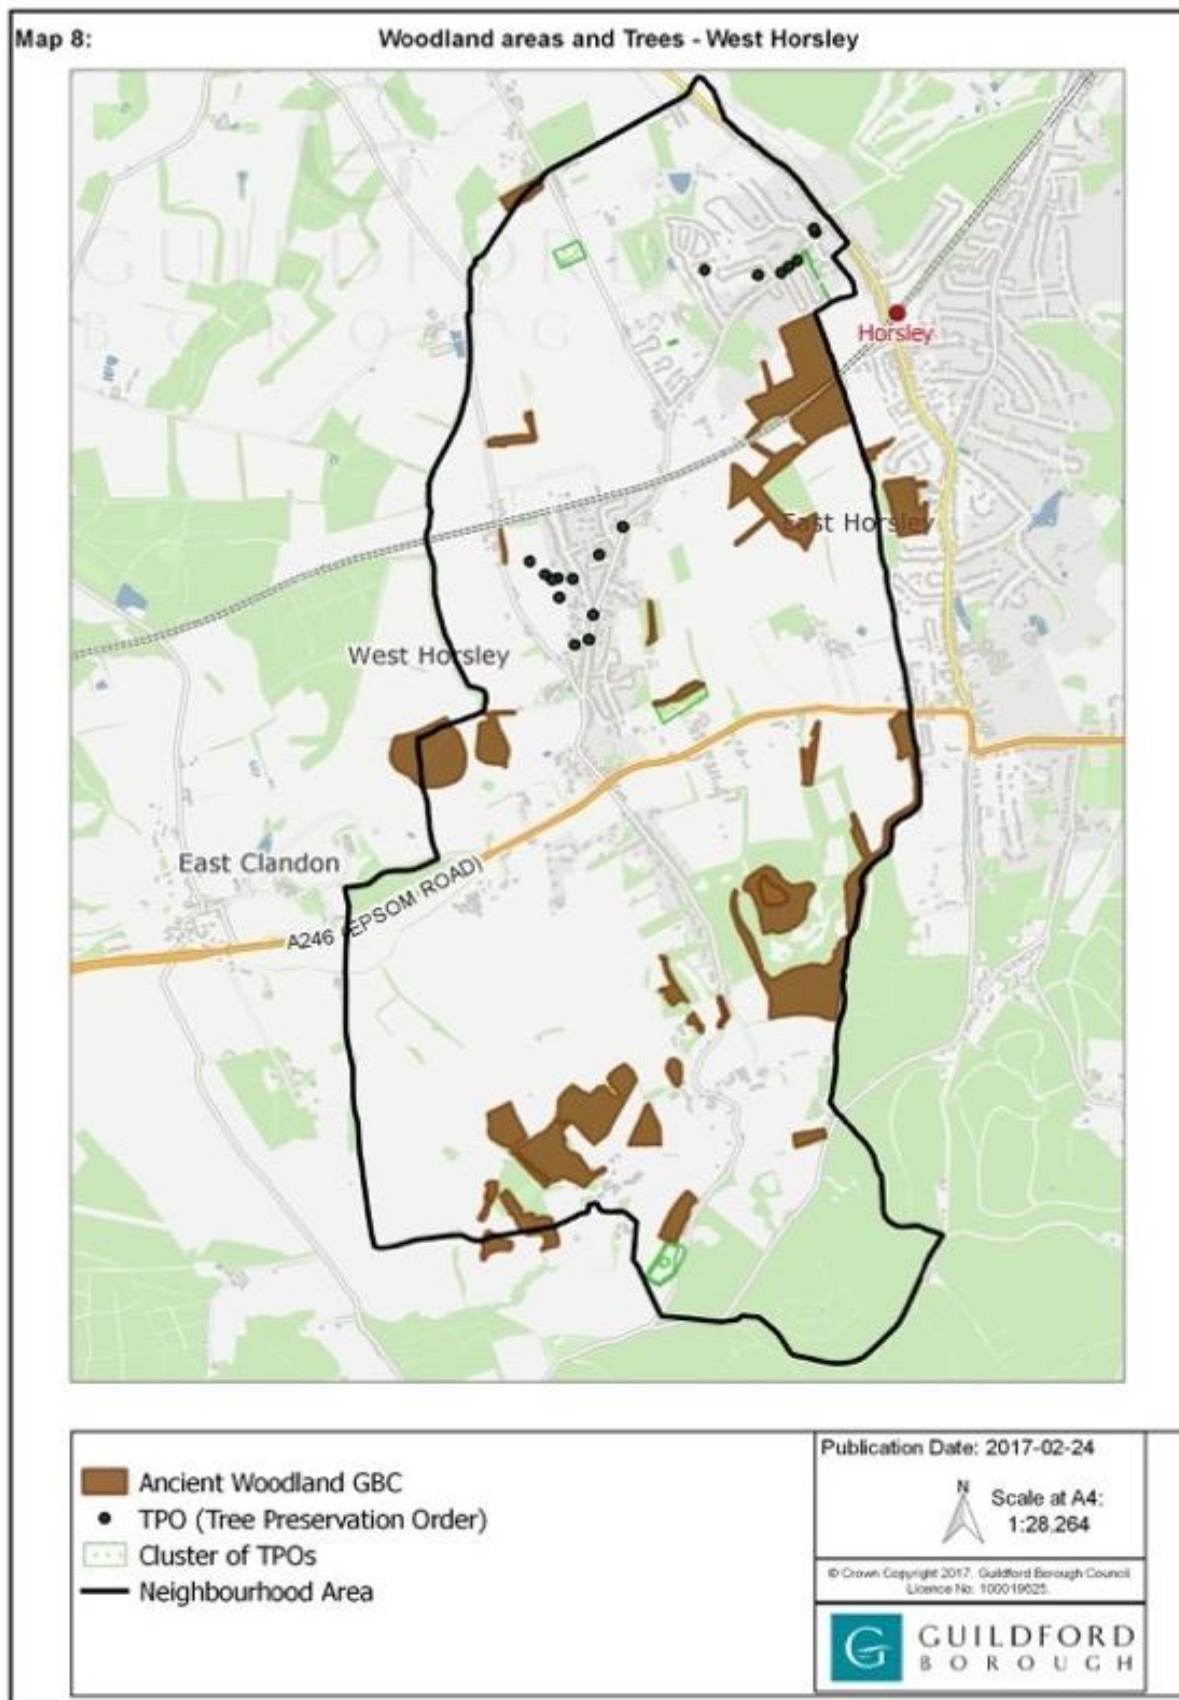 Map 8:
Woodland areas and Trees - West Horsley
GUILDFORD
BOROUG
Horsley
East Horsley
West Horsley
East Clandon
A246 (EPSOM ROAD)
Ancient Woodland GBC
TPO (Tree Preservation Order)
Cluster of TPOs
Neighbourhood Area
Publication Date: 2017-02-24
N
Scale at A4:
1:28,264
© Crown Copyright 2017. Guildford Borough Council
Licence No. 100019625.
G
GUILDFORD
BOROUGH